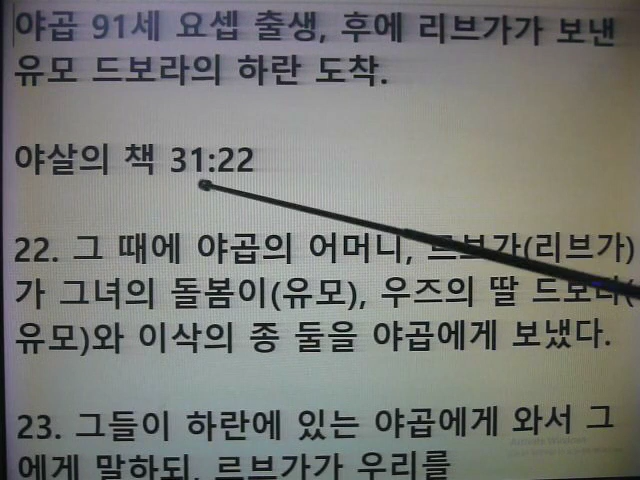 야곱 91세 요셉 출생, 후에 리브가가 보낸
유모 드보라의 하란 도착.
야살의 책 31:22
22. 그 때에 야곱의 어머니, 르브가(리브가)
가 그녀의 돌봄이(유모), 우즈의 딸 드보라(
유모)와 이삭의 종 둘을 야곱에게 보냈다.
23. 그들이 하란에 있는 야곱에게 와서 그
에게 말하되, 르브가가 우리를
Activate Windows